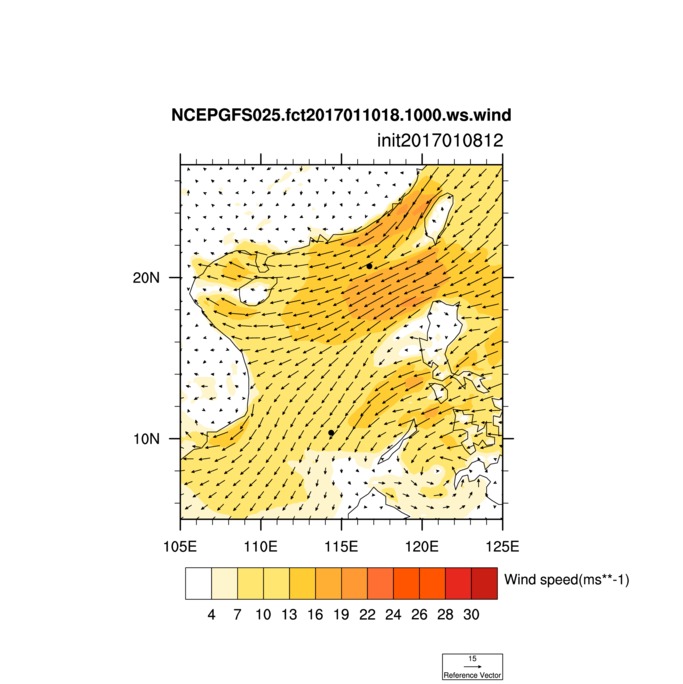 NCEPGFS025.fct2017011018.1000.ws.wind
init2017010812
20N
10N
105E 110E 115E 120E 125E
Wind speed(ms**-1)
4 7 10 13 16 19 22 24 26 28 30
15
Reference Vector